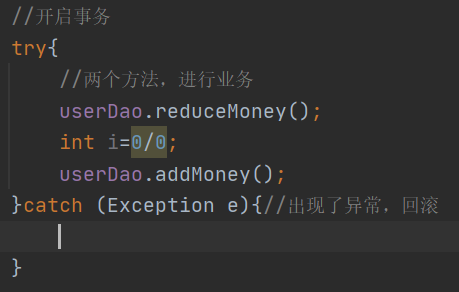 //开启事务
try{
//两个方法，进行业务
userDao.reduceMoney();
int i=0/0;
userDao.addMoney();
}catch (Exception e){//出现了异常，回滚
}